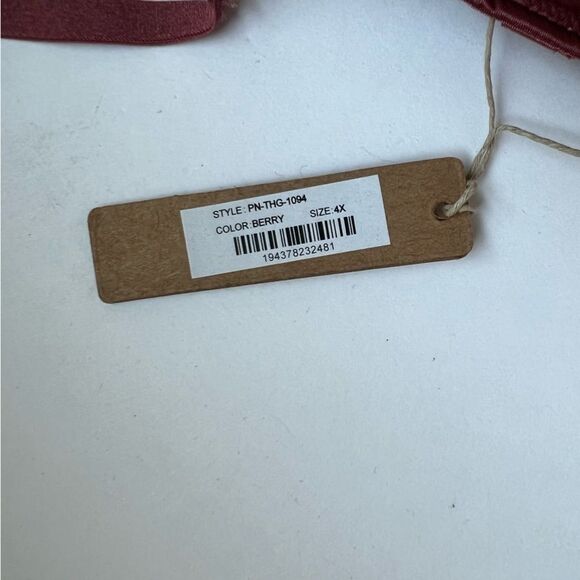 STYLE: PN-THG-1094
COLOR:BERRY SIZE:4X
194378232481